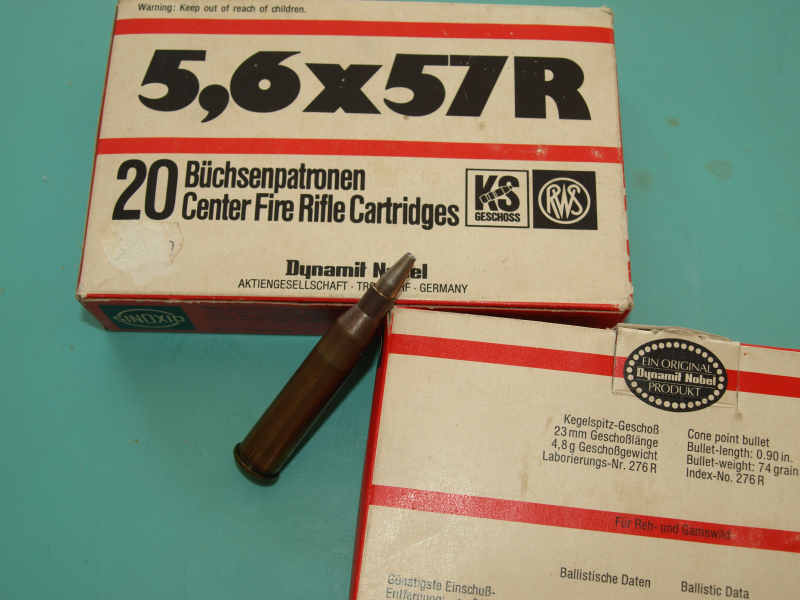 Warning: Keep out of reach of children.
5,6x57R
20 Büchsenpatronen
Center Fire Rifle Cartridges
KS
GESCHOSS
RWS
Dynamit Nobel
AKTIENGESELLSCHAFT · GERMANY
SINOXID
EIN ORIGINAL
Dynamit Nobel
PRODUKT
Kegelspitz-Geschoß
23 mm Geschoßlänge
4,8 g Geschoßgewicht
Laborierungs-Nr. 276 R
Cone point bullet
Bullet-length: 0.90 in.
Bullet-weight: 74 grain
Index-No. 276 R
Für Reh- und Gamswild
Ballistische Daten
Ballistic Data
Günstigste Einschuß-